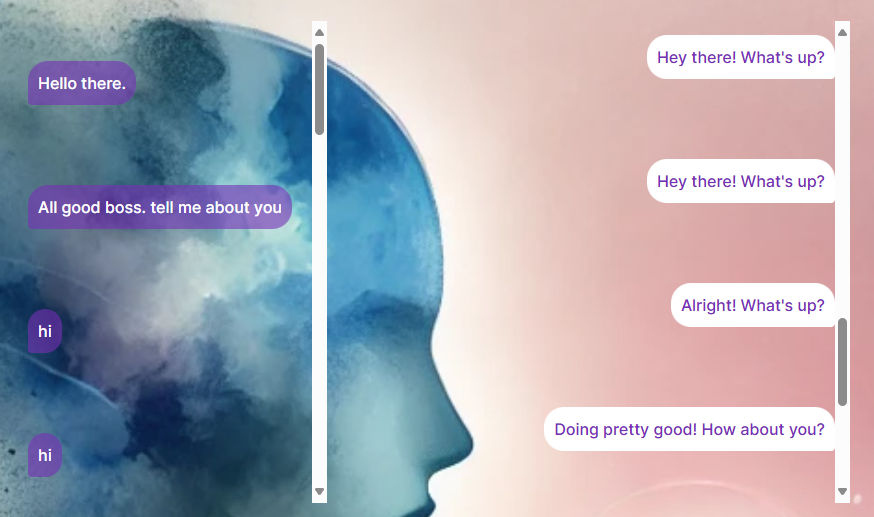 Hey there! What's up?
Hello there.
Hey there! What's up?
All good boss. tell me about you
Alright! What's up?
hi
Doing pretty good! How about you?
hi